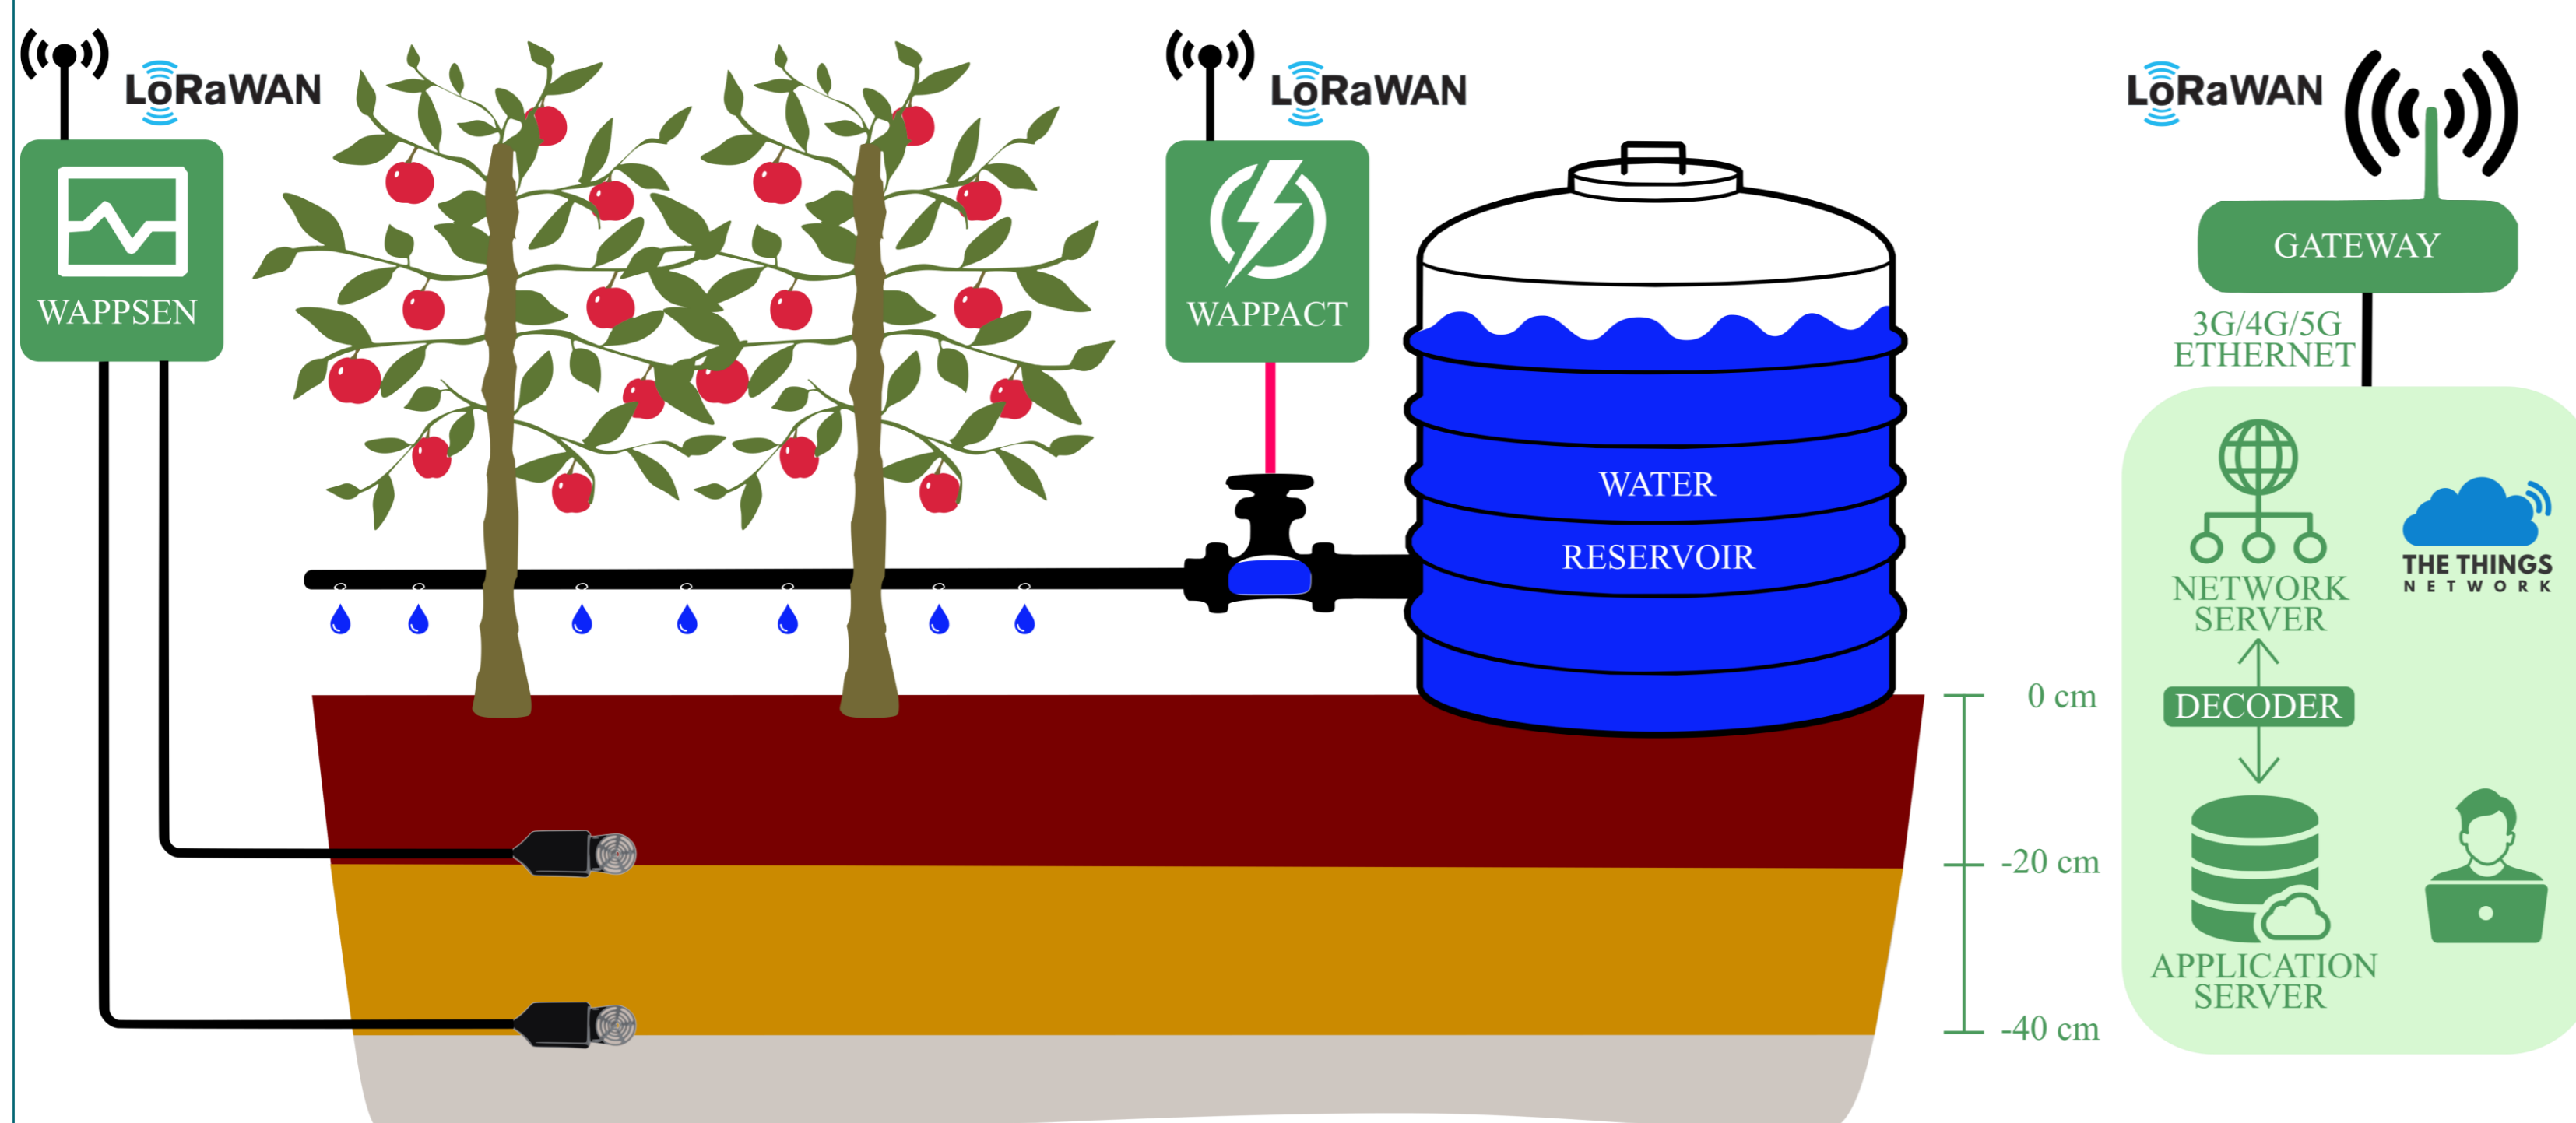 LoRaWAN
WAPPSEN
LoRaWAN
WAPPACT
WATER
RESERVOIR
0 cm
-20 cm
-40 cm
LoRaWAN
GATEWAY
3G/4G/5G
ETHERNET
NETWORK
SERVER
THE THINGS
NETWORK
DECODER
APPLICATION
SERVER